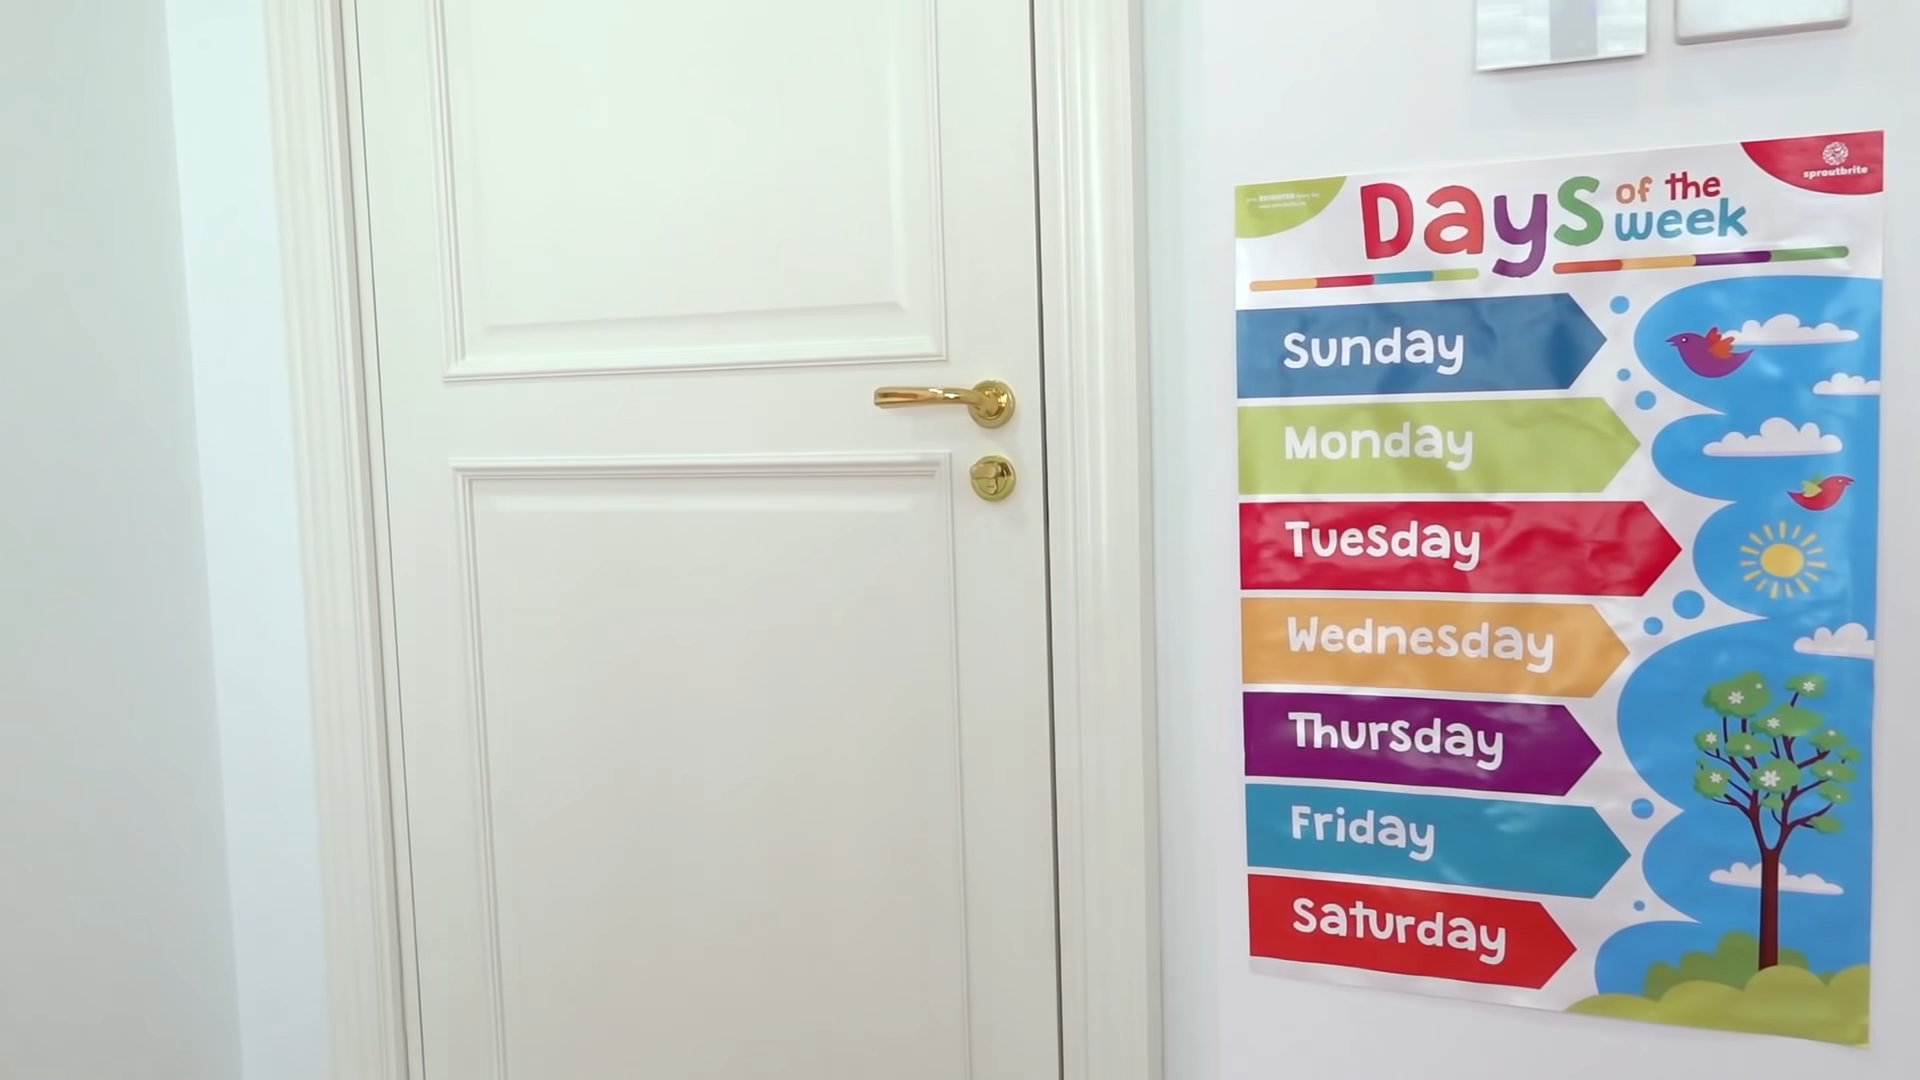 sproutbrite
Days of the
week
Sunday
Monday
Tuesday
Wednesday
Thursday
Friday
Saturday